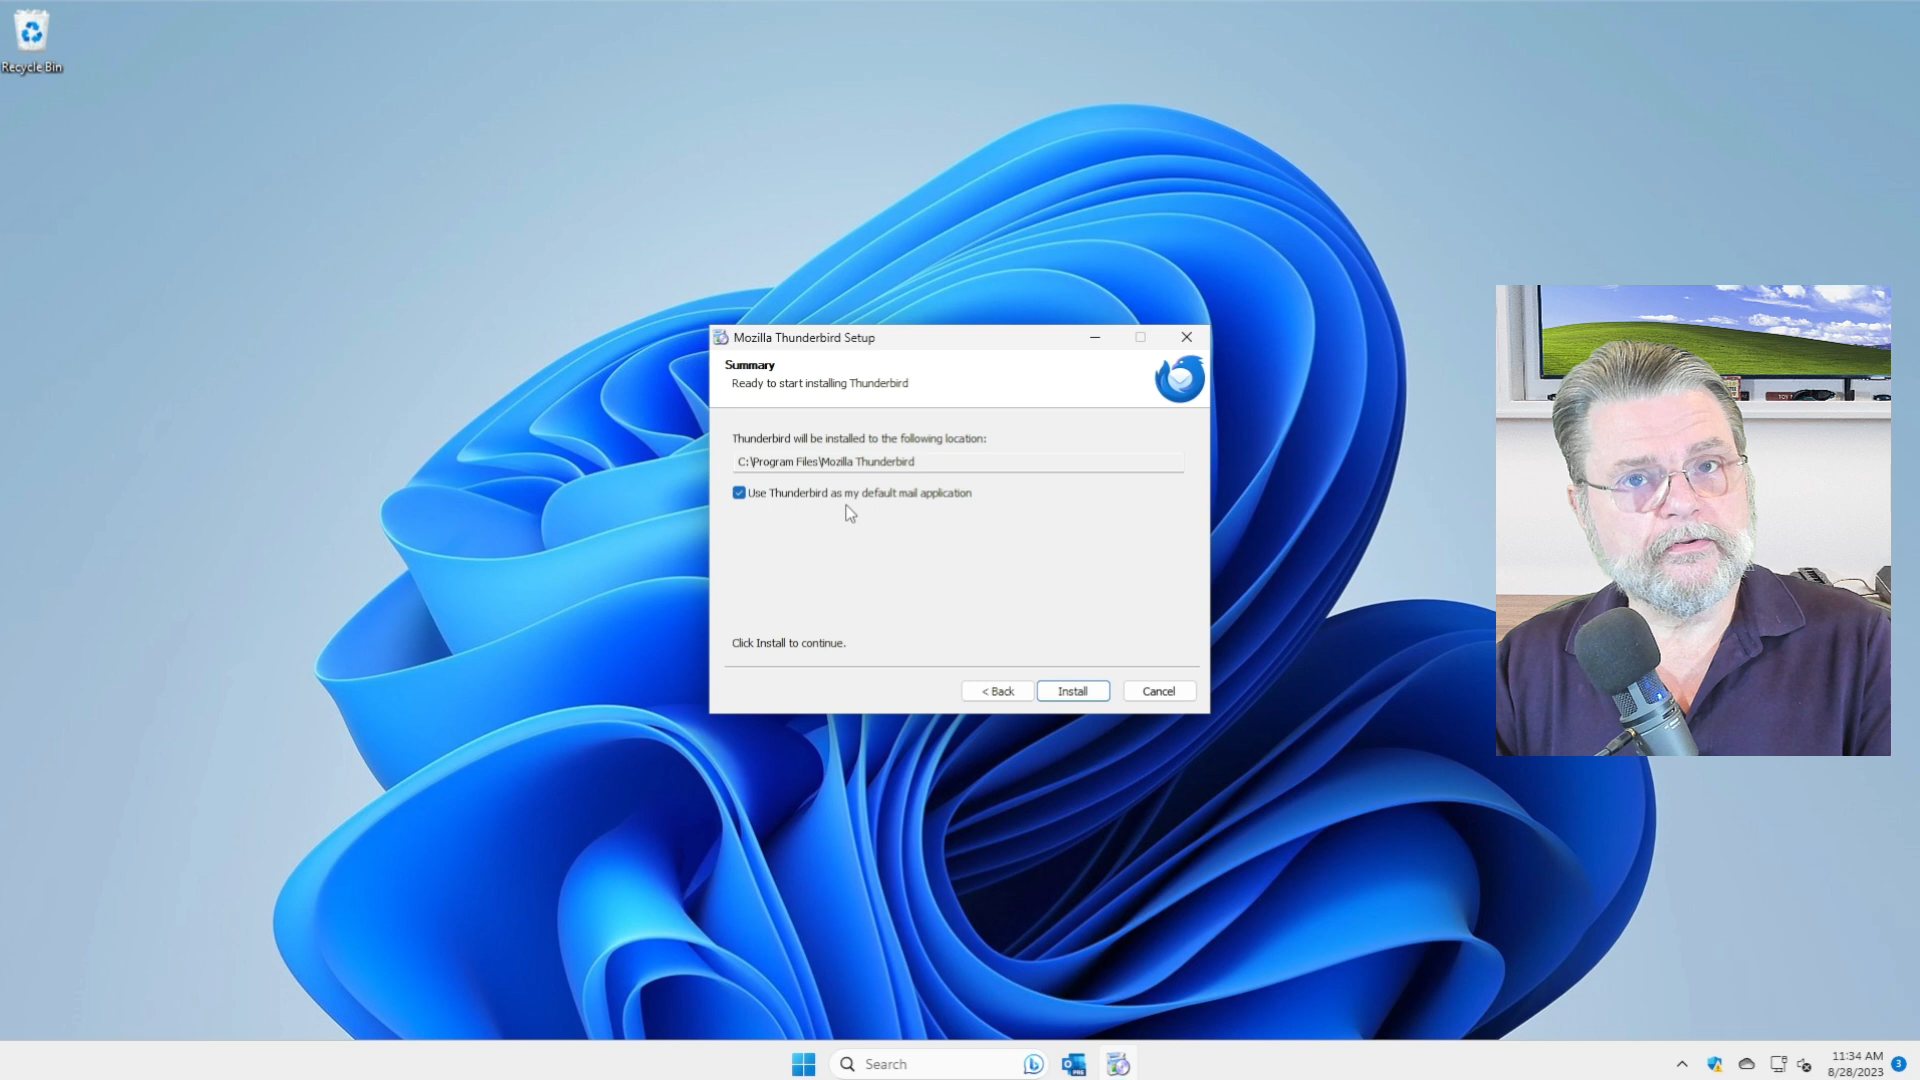 Recycle Bin
Mozilla Thunderbird Setup
Summary
Ready to start installing Thunderbird
Thunderbird will be installed to the following location:
C:\Program Files\Mozilla Thunderbird
Use Thunderbird as my default mail application
Click Install to continue.
< Back
Install
Cancel
Search
11:34 AM
8/28/2023
3